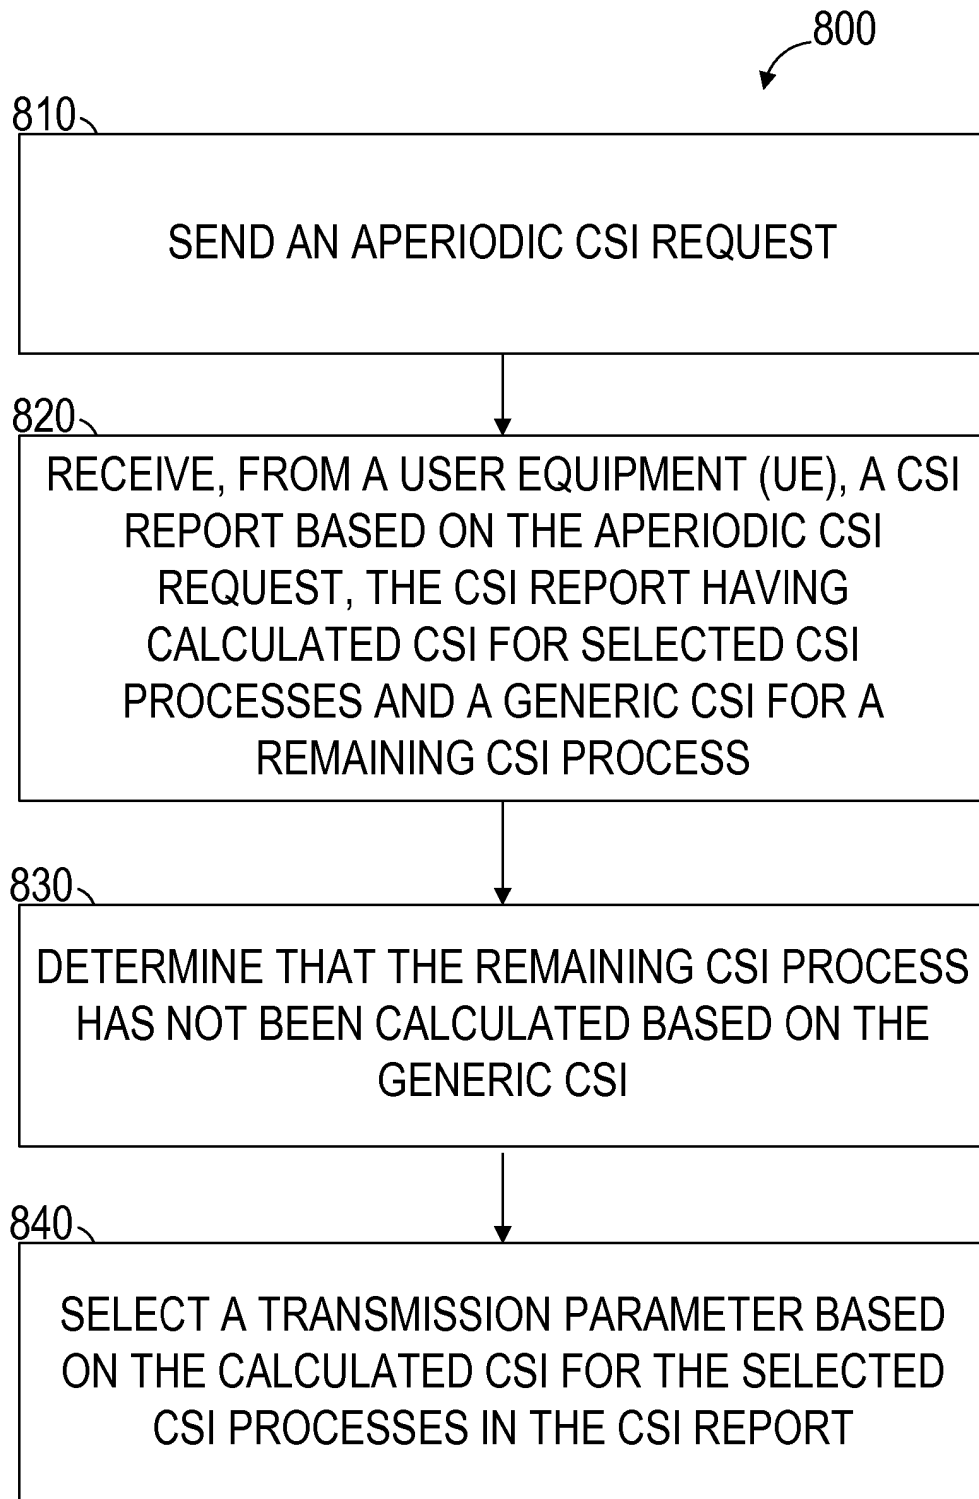 800
810
SEND AN APERIODIC CSI REQUEST
820
RECEIVE, FROM A USER EQUIPMENT (UE), A CSI
REPORT BASED ON THE APERIODIC CSI
REQUEST, THE CSI REPORT HAVING
CALCULATED CSI FOR SELECTED CSI
PROCESSES AND A GENERIC CSI FOR A
REMAINING CSI PROCESS
830
DETERMINE THAT THE REMAINING CSI PROCESS
HAS NOT BEEN CALCULATED BASED ON THE
GENERIC CSI
840
SELECT A TRANSMISSION PARAMETER BASED
ON THE CALCULATED CSI FOR THE SELECTED
CSI PROCESSES IN THE CSI REPORT